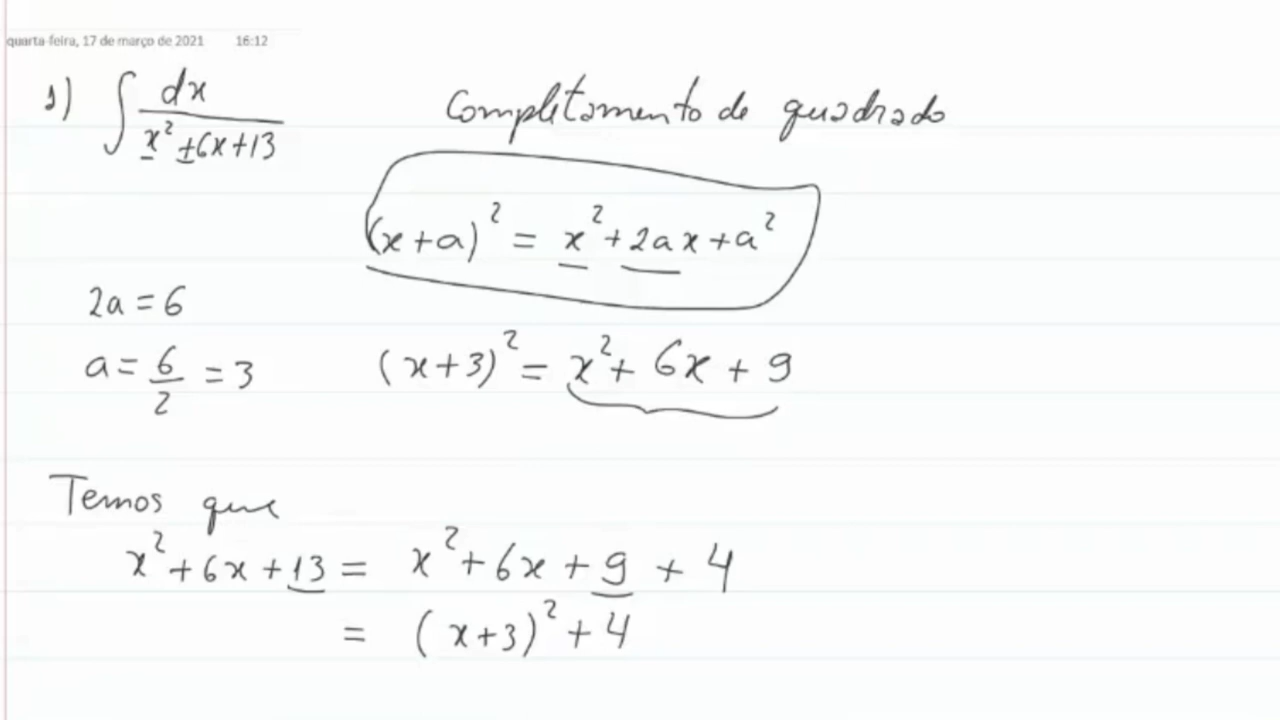 quarta-feira, 17 de março de 2021 16:12
1) ∫ dx / (x² + 6x + 13) Completamento de quadrado
(x+a)² = x² + 2ax + a²
2a = 6
a = 6/2 = 3 (x+3)² = x² + 6x + 9
Temos que
x² + 6x + 13 = x² + 6x + 9 + 4
= (x+3)² + 4